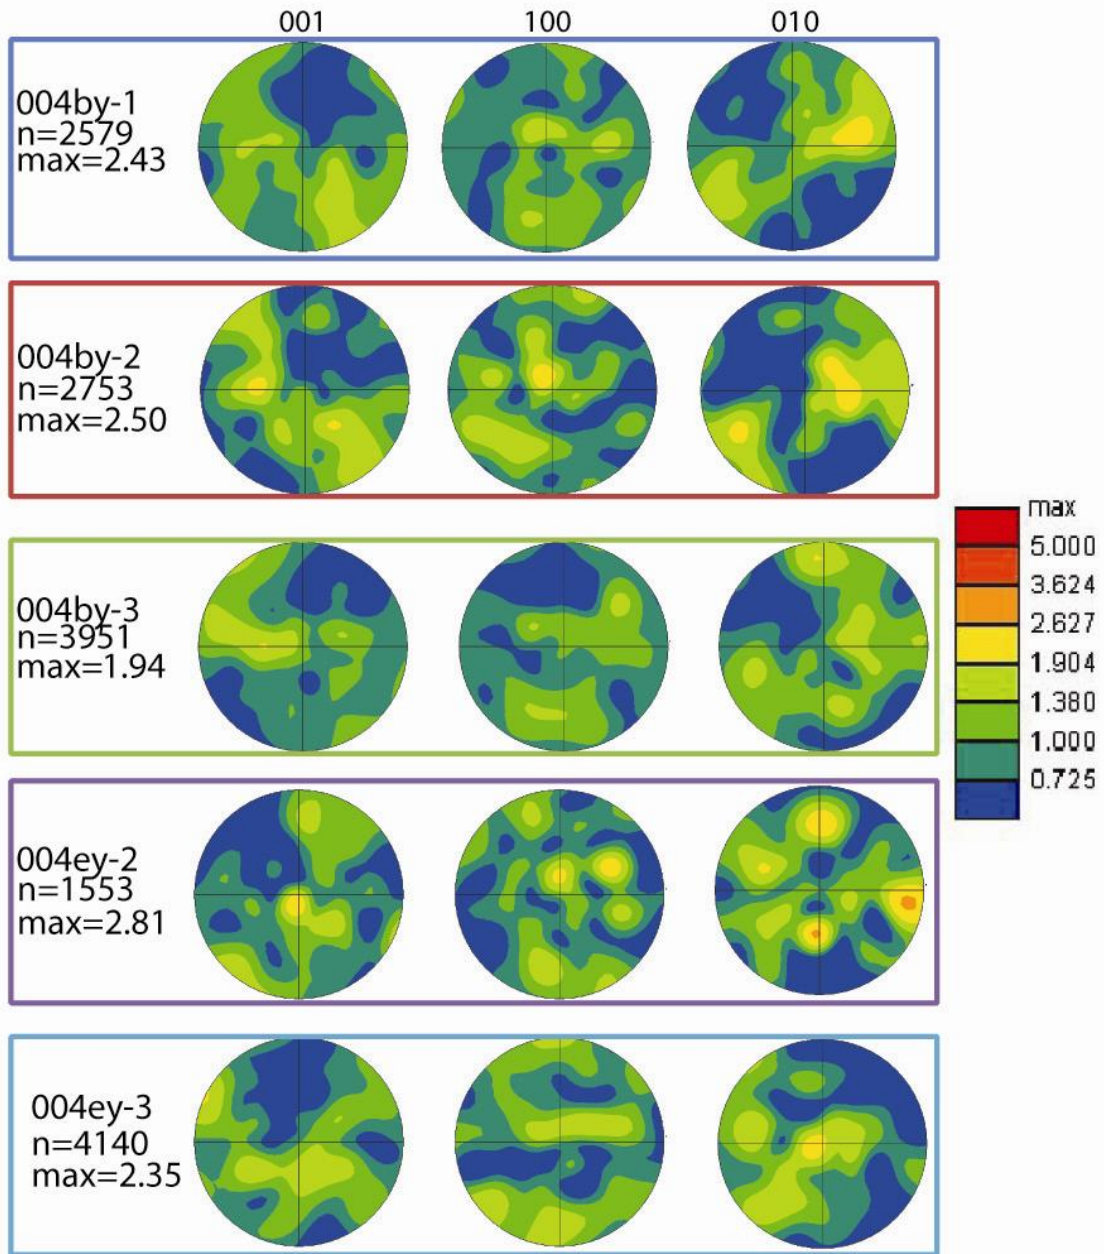 001 100 010
004by-1
n=2579
max=2.43
004by-2
n=2753
max=2.50
004by-3
n=3951
max=1.94
004ey-2
n=1553
max=2.81
004ey-3
n=4140
max=2.35
max
5.000
3.624
2.627
1.904
1.380
1.000
0.725